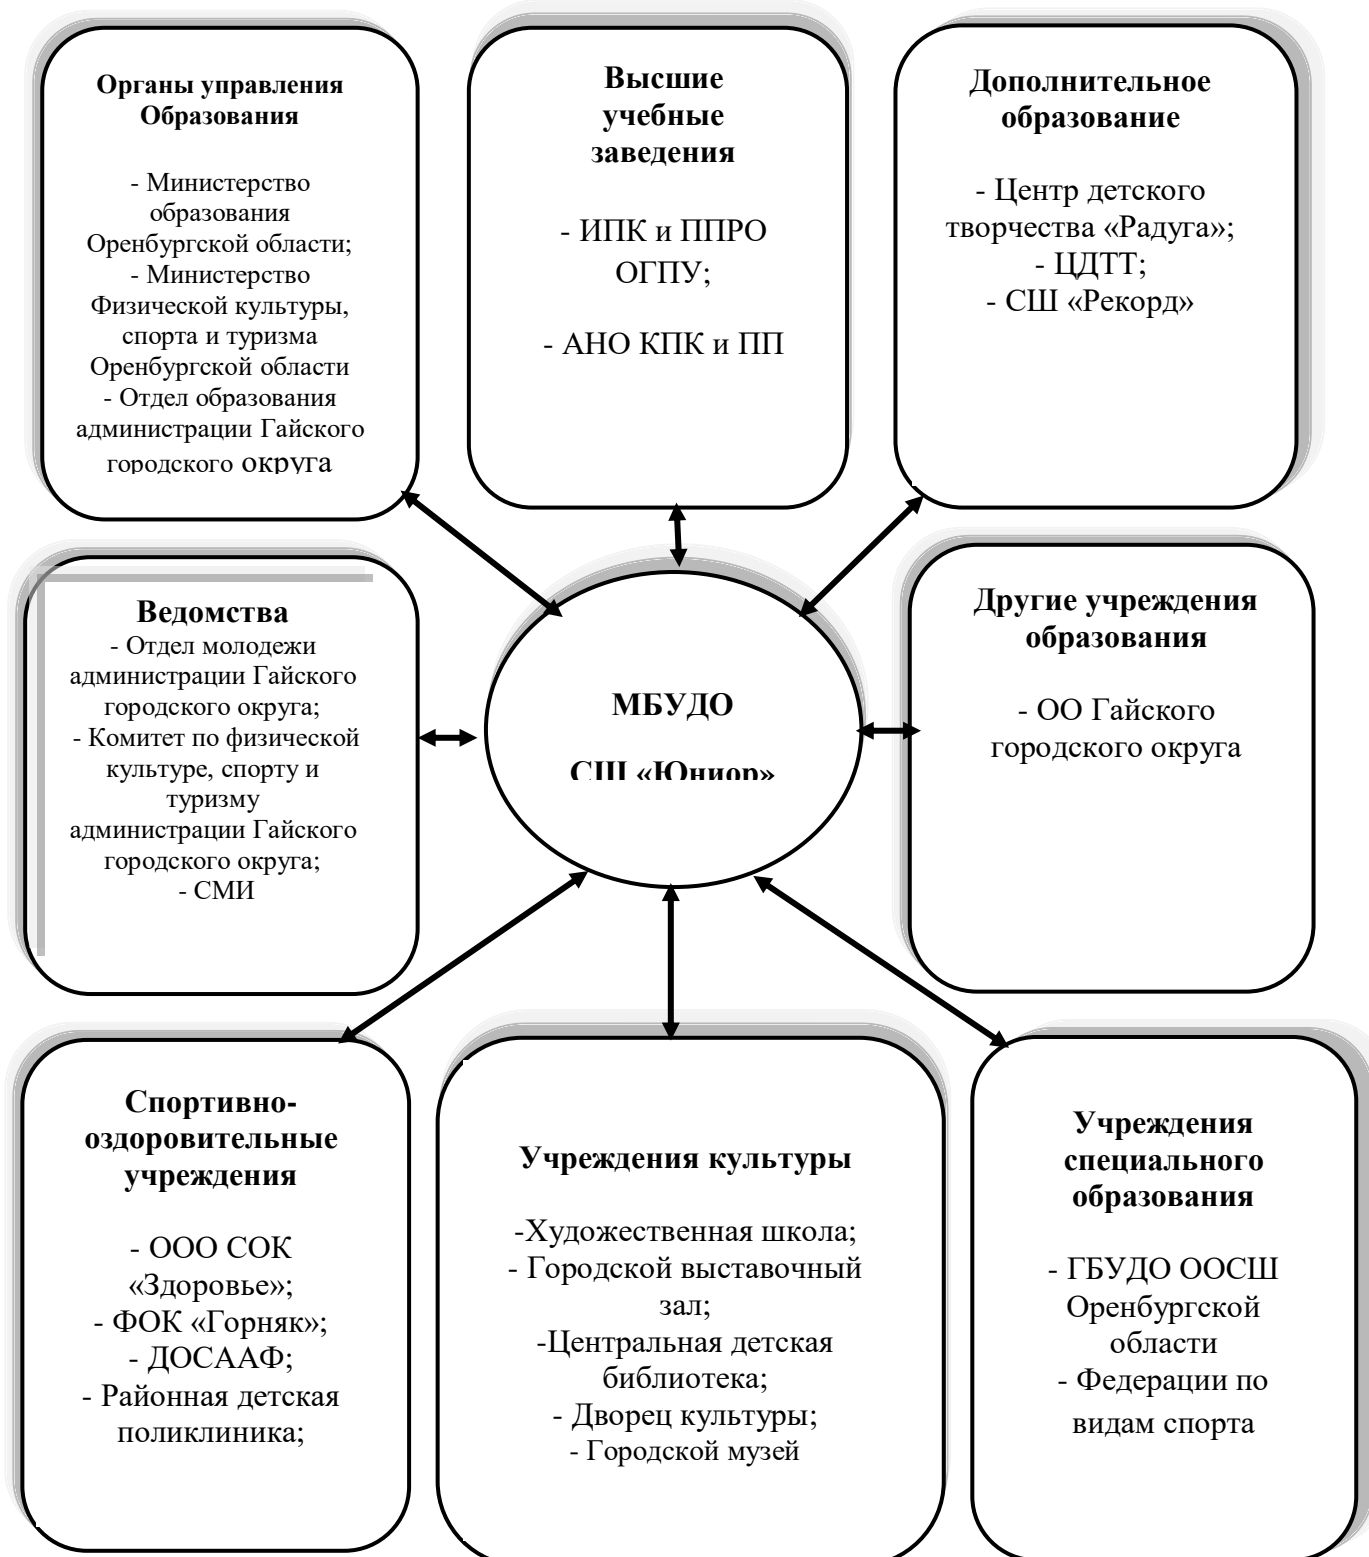 Органы управления
Образования
- Министерство
образования
Оренбургской области;
- Министерство
Физической культуры,
спорта и туризма
Оренбургской области
- Отдел образования
администрации Гайского
городского округа
Высшие
учебные
заведения
- ИПК и ППРО
ОГПУ;
- АНО КПК и ПП
Дополнительное
образование
- Центр детского
творчества «Радуга»;
- ЦДТТ;
- СШ «Рекорд»
Ведомства
- Отдел молодежи
администрации Гайского
городского округа;
- Комитет по физической
культуре, спорту и
туризму
администрации Гайского
городского округа;
- СМИ
МБУДО
СШ «Юниор»
Другие учреждения
образования
- ОО Гайского
городского округа
Спортивно-
оздоровительные
учреждения
- ООО СОК
«Здоровье»;
- ФОК «Горняк»;
- ДОСААФ;
- Районная детская
поликлиника;
Учреждения культуры
-Художественная школа;
- Городской выставочный
зал;
-Центральная детская
библиотека;
- Дворец культуры;
- Городской музей
Учреждения
специального
образования
- ГБУДО ООСШ
Оренбургской
области
- Федерации по
видам спорта